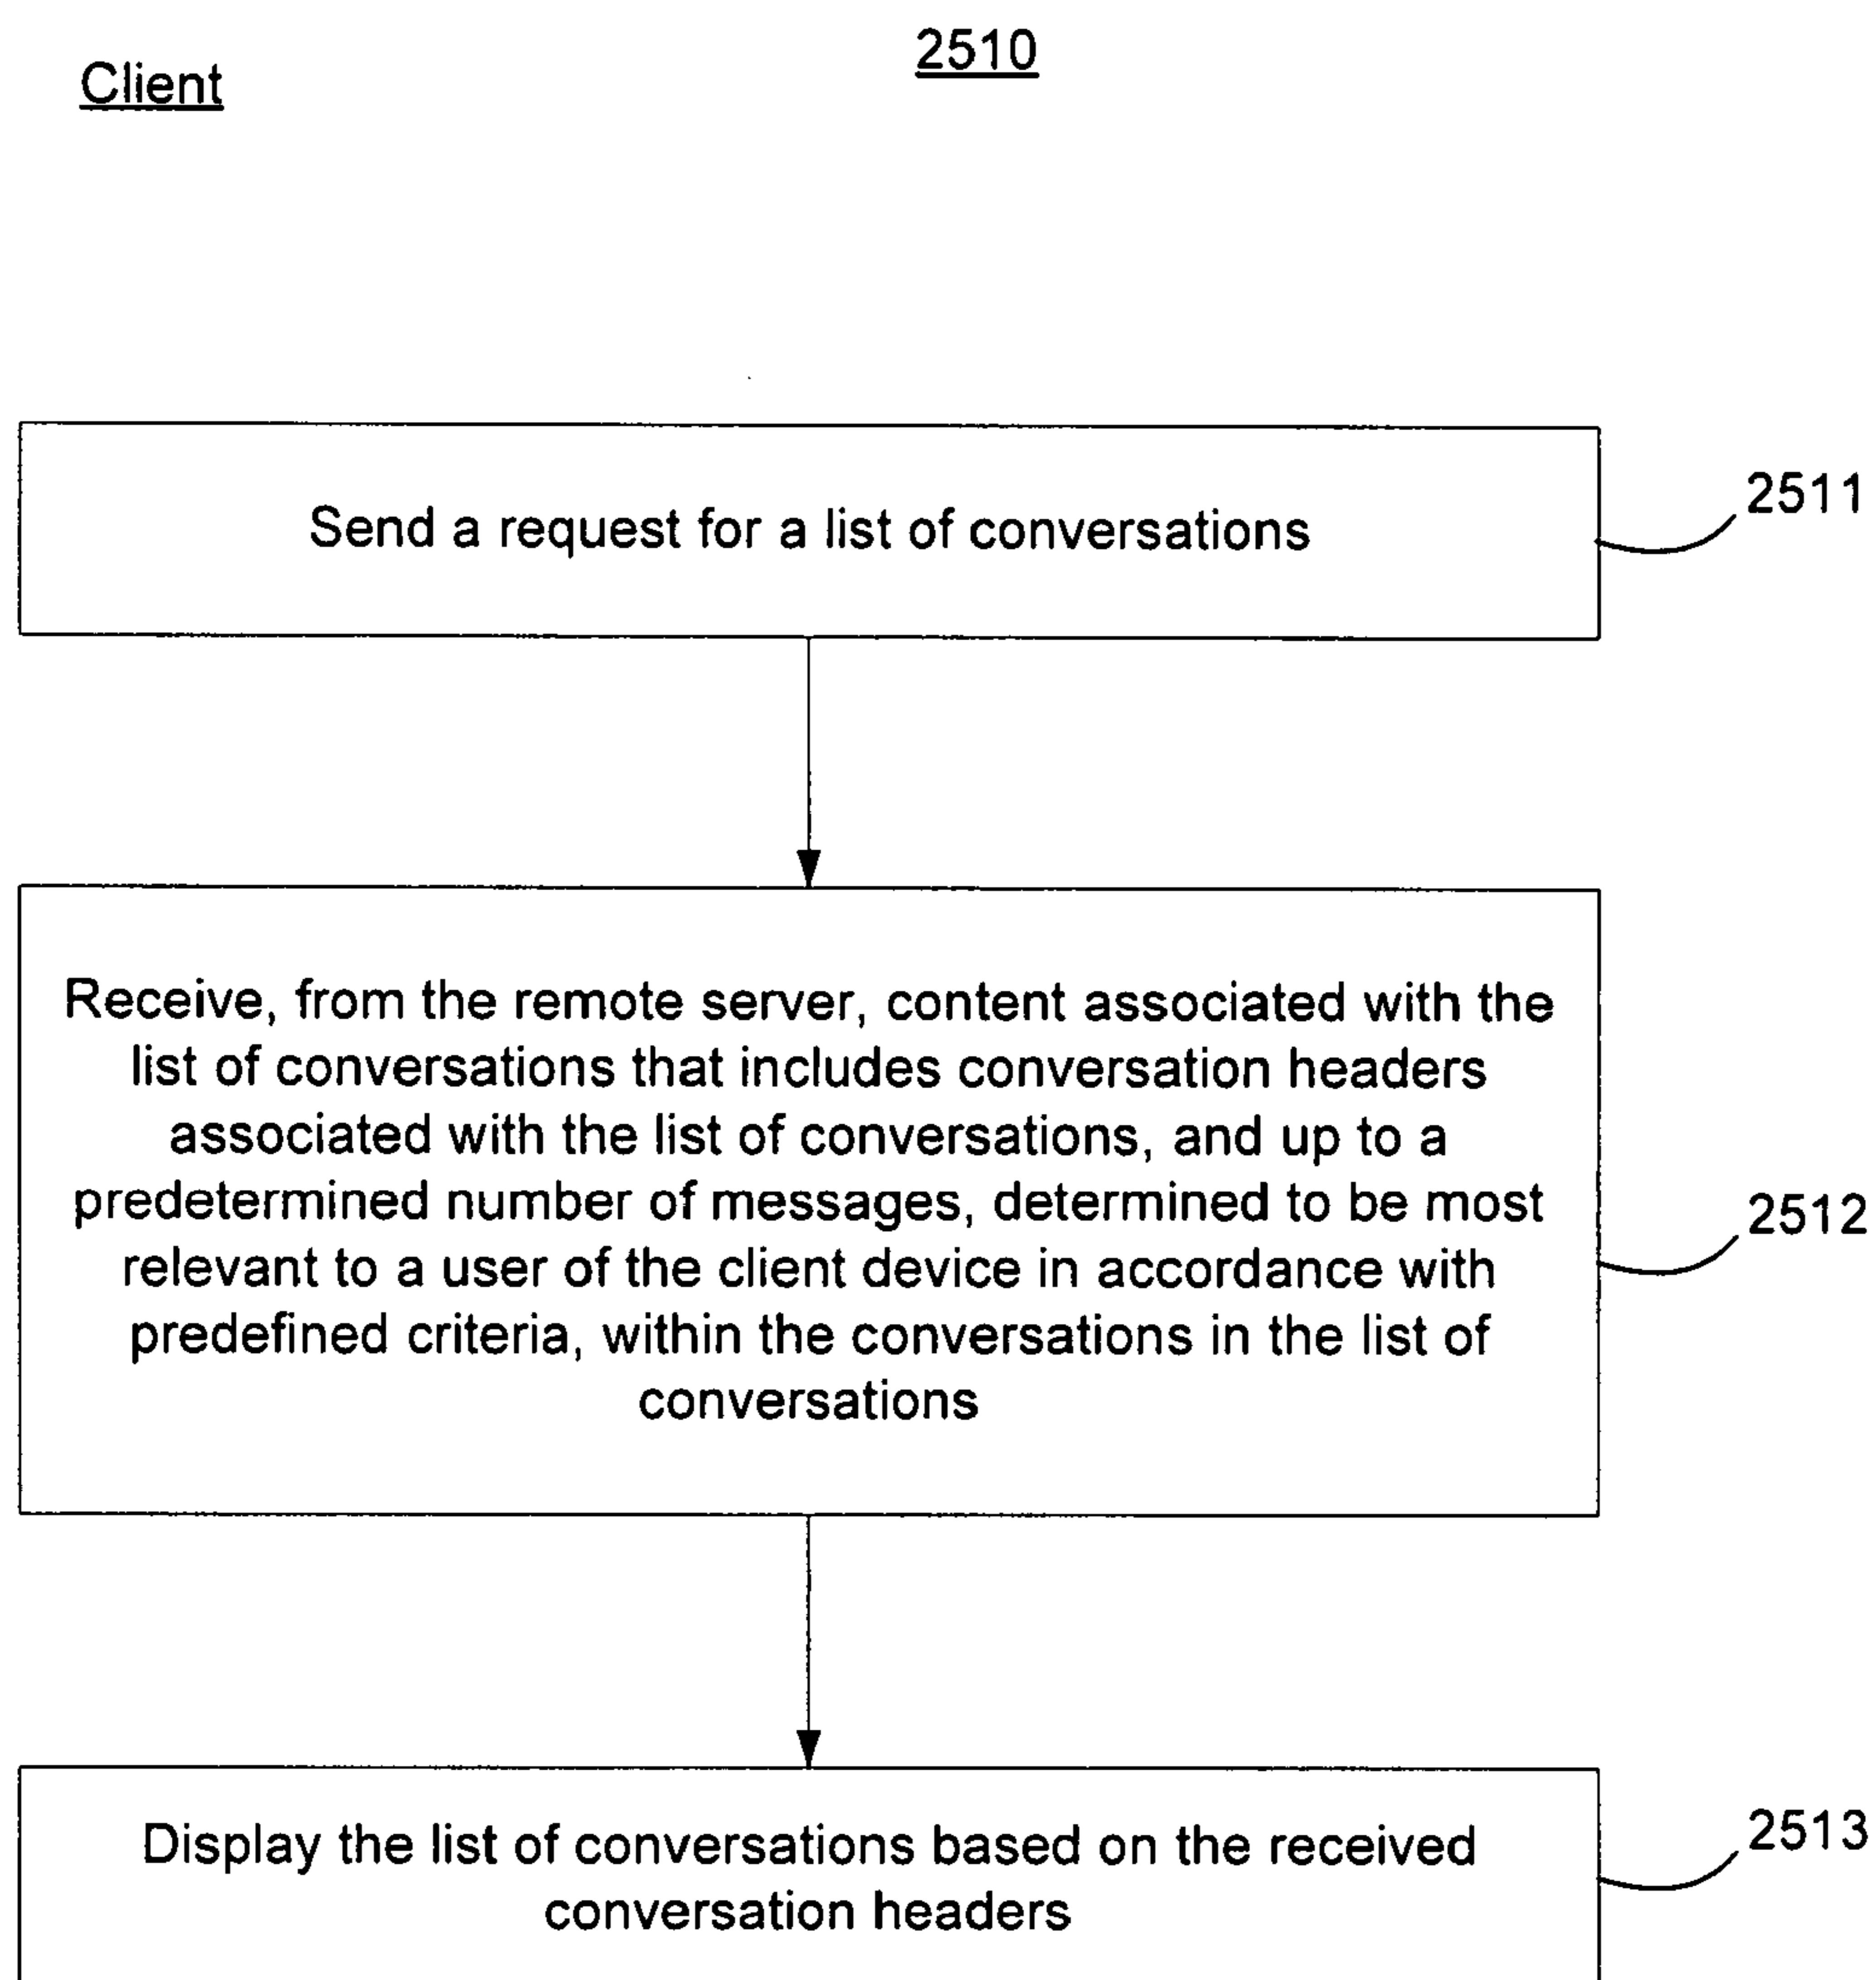 Client
2510
Send a request for a list of conversations
2511
Receive, from the remote server, content associated with the
list of conversations that includes conversation headers
associated with the list of conversations, and up to a
predetermined number of messages, determined to be most
relevant to a user of the client device in accordance with
predefined criteria, within the conversations in the list of
conversations
2512
Display the list of conversations based on the received
conversation headers
2513